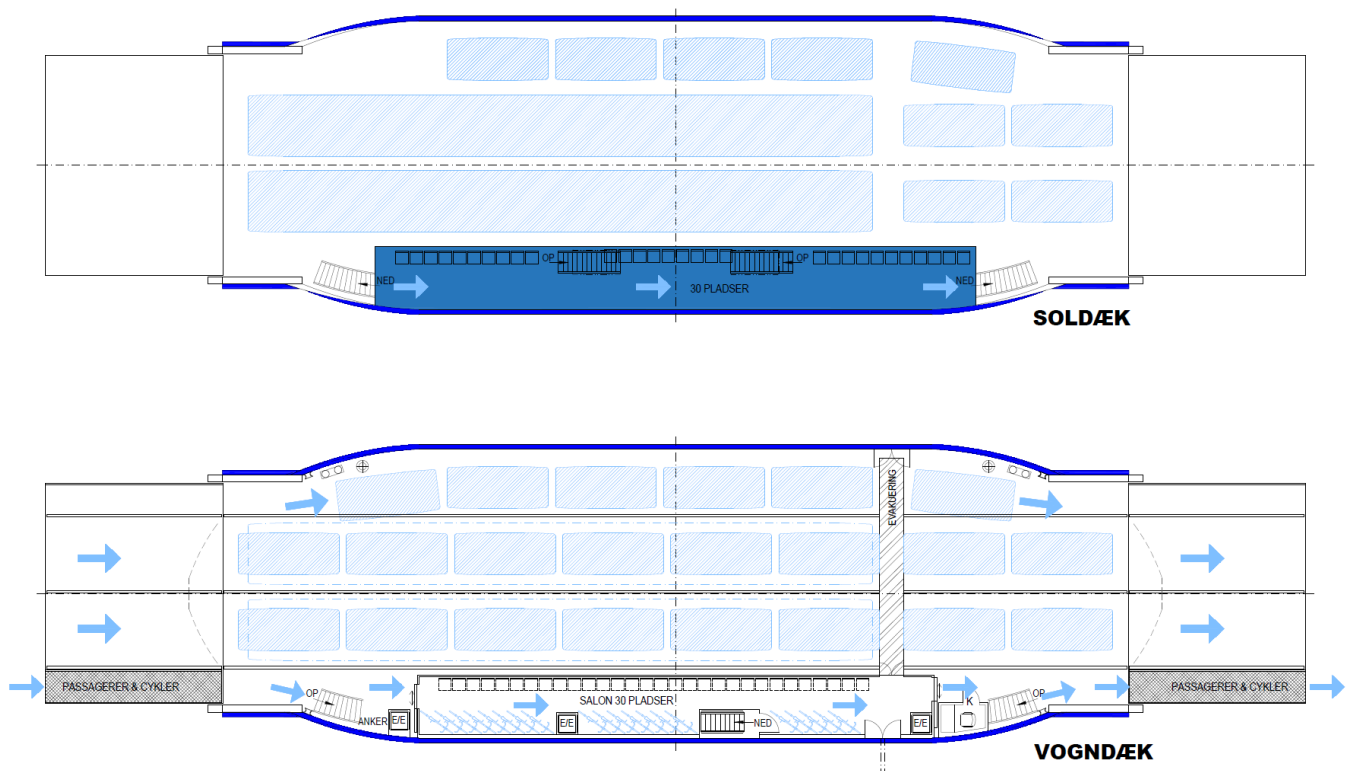 OP
OP
NED
30 PLADSER
NED
SOLDÆK
EVAKUERING
PASSAGERER & CYKLER
OP
SALON 30 PLADSER
K
OP
PASSAGERER & CYKLER
ANKER
E/E
E/E
NED
E/E
VOGNDÆK